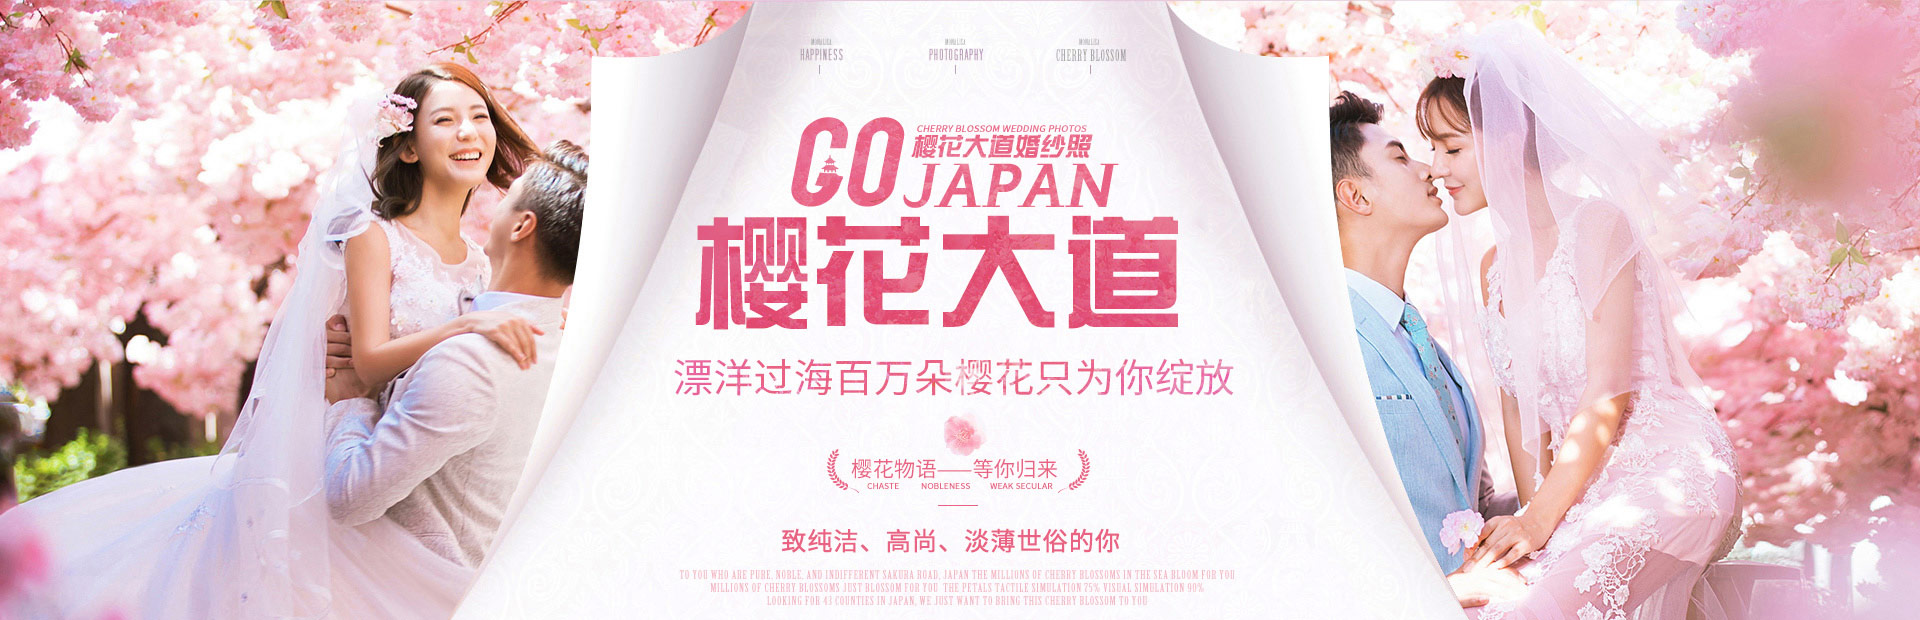 MONALISA MONALISA MONALISA
HAPPINESS PHOTOGRAPHY CHERRY BLOSSOM
GO
CHERRY BLOSSOM WEDDING PHOTOS
樱花大道婚纱照
JAPAN
樱花大道
漂洋过海百万朵樱花只为你绽放
樱花物语——等你归来
CHASTE NOBLENESS WEAK SECULAR
致纯洁、高尚、淡薄世俗的你
TO YOU WHO ARE PURE, NOBLE, AND INDIFFERENT SAKURA ROAD, JAPAN THE MILLIONS OF CHERRY BLOSSOMS IN THE SEA BLOOM FOR YOU
MILLIONS OF CHERRY BLOSSOMS JUST BLOSSOM FOR YOU THE PETALS TACTILE SIMULATION 75% VISUAL SIMULATION 90%
LOOKING FOR 43 COUNTIES IN JAPAN, WE JUST WANT TO BRING THIS CHERRY BLOSSOM TO YOU